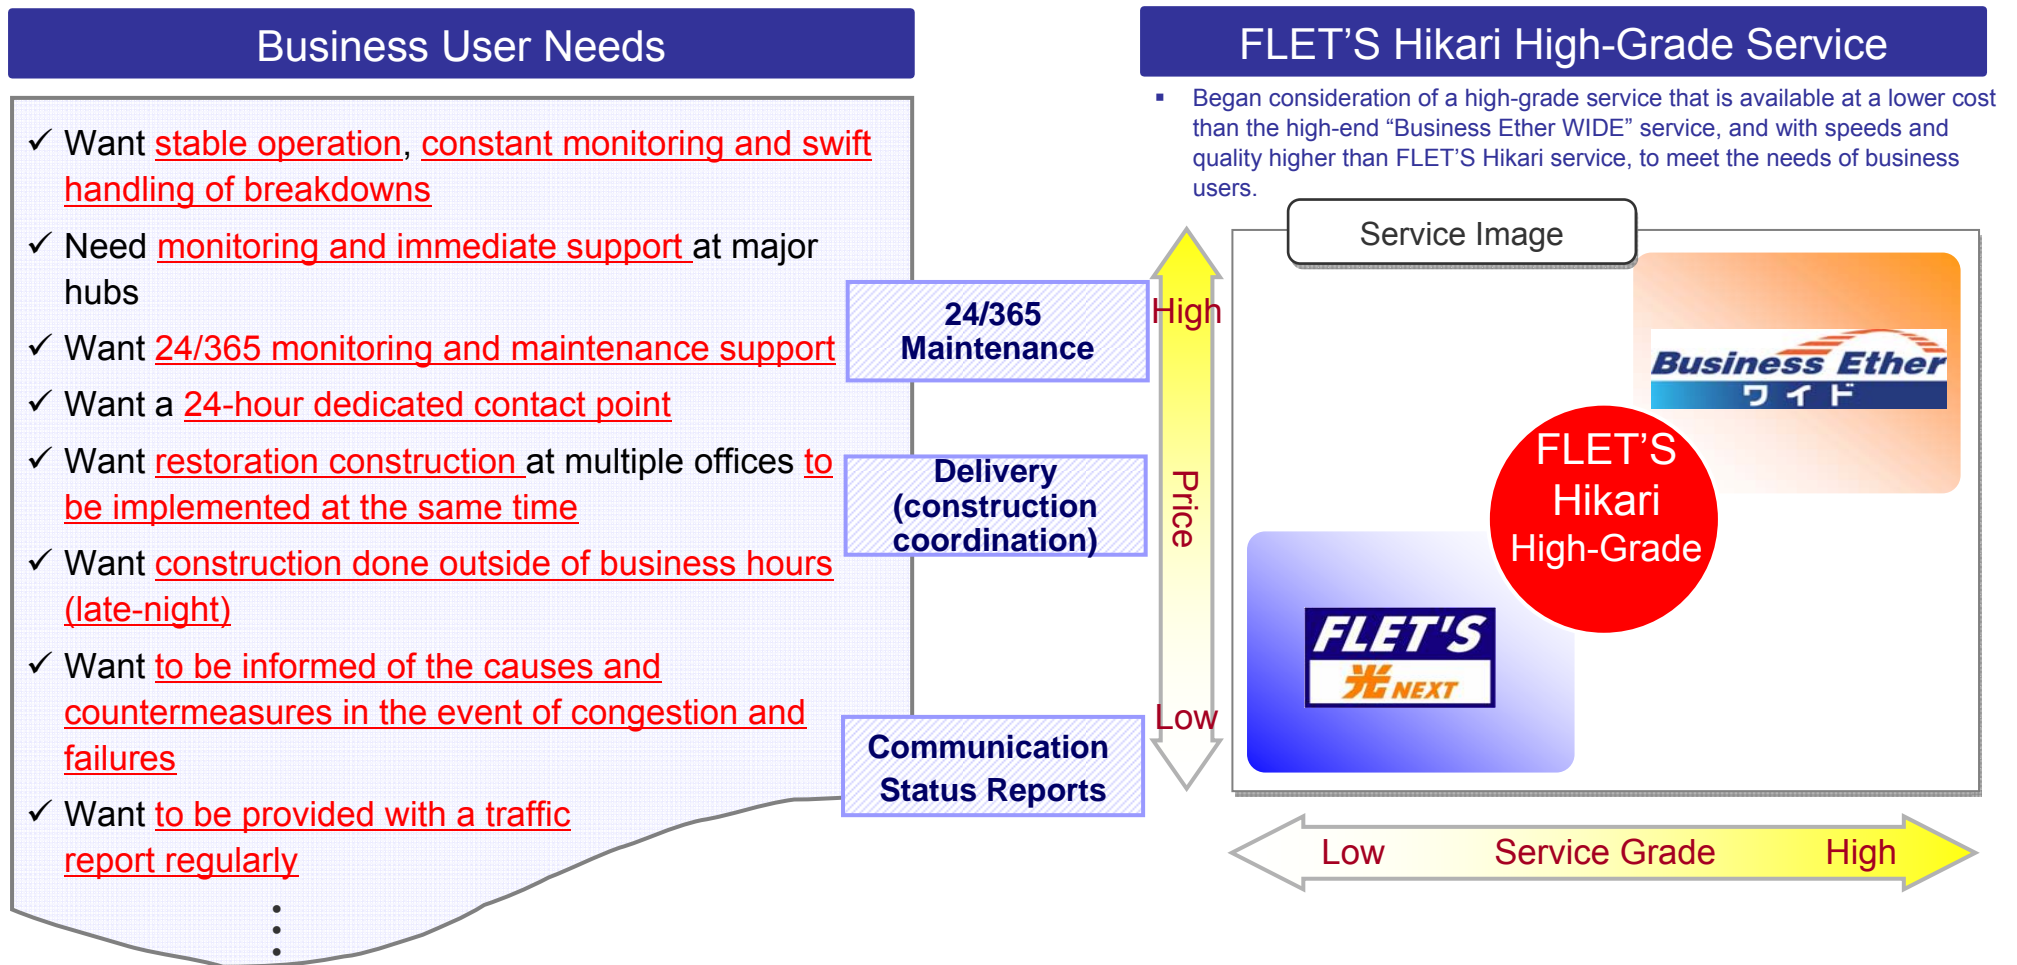 Business User Needs
✓ Want stable operation, constant monitoring and swift
handling of breakdowns
✓ Need monitoring and immediate support at major
hubs
✓ Want 24/365 monitoring and maintenance support
✓ Want a 24-hour dedicated contact point
✓ Want restoration construction at multiple offices to
be implemented at the same time
✓ Want construction done outside of business hours
(late-night)
✓ Want to be informed of the causes and
countermeasures in the event of congestion and
failures
✓ Want to be provided with a traffic
report regularly
24/365
Maintenance
Delivery
(construction
coordination)
Communication
Status Reports
FLET’S Hikari High-Grade Service
▪ Began consideration of a high-grade service that is available at a lower cost
than the high-end “Business Ether WIDE” service, and with speeds and
quality higher than FLET’S Hikari service, to meet the needs of business
users.
Service Image
High
Price
Low
Business Ether
ワイド
FLET’S
Hikari
High-Grade
FLET'S
光 NEXT
Low Service Grade High